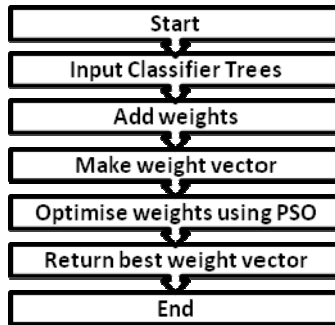 Start
Input Classifier Trees
Add weights
Make weight vector
Optimise weights using PSO
Return best weight vector
End